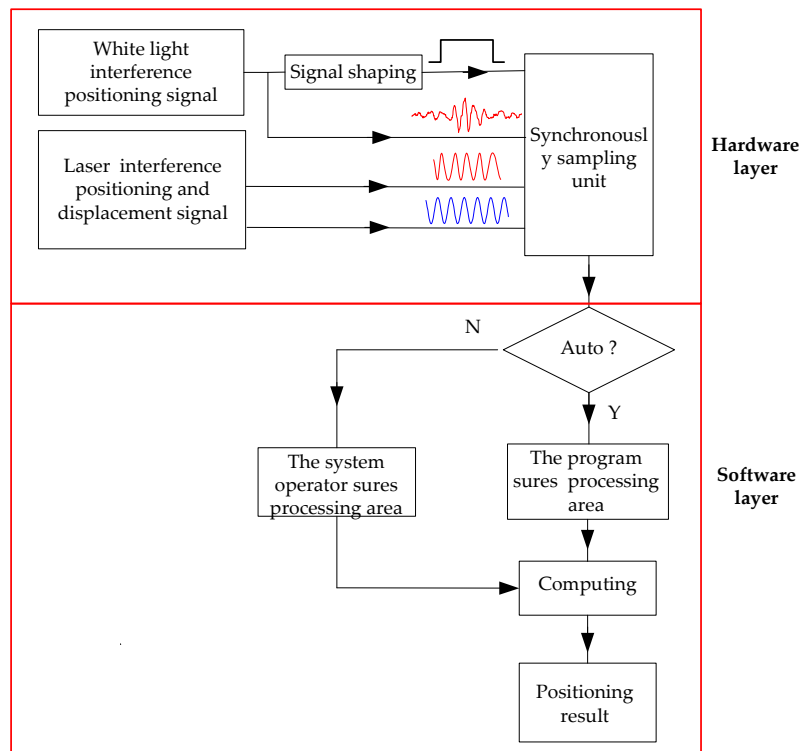 White light
interference
positioning signal
Signal shaping
Laser interference
positioning and
displacement signal
Synchronousl
y sampling
unit
Hardware
layer
N
Auto ?
Y
The system
operator sures
processing area
The program
sures processing
area
Software
layer
Computing
Positioning
result